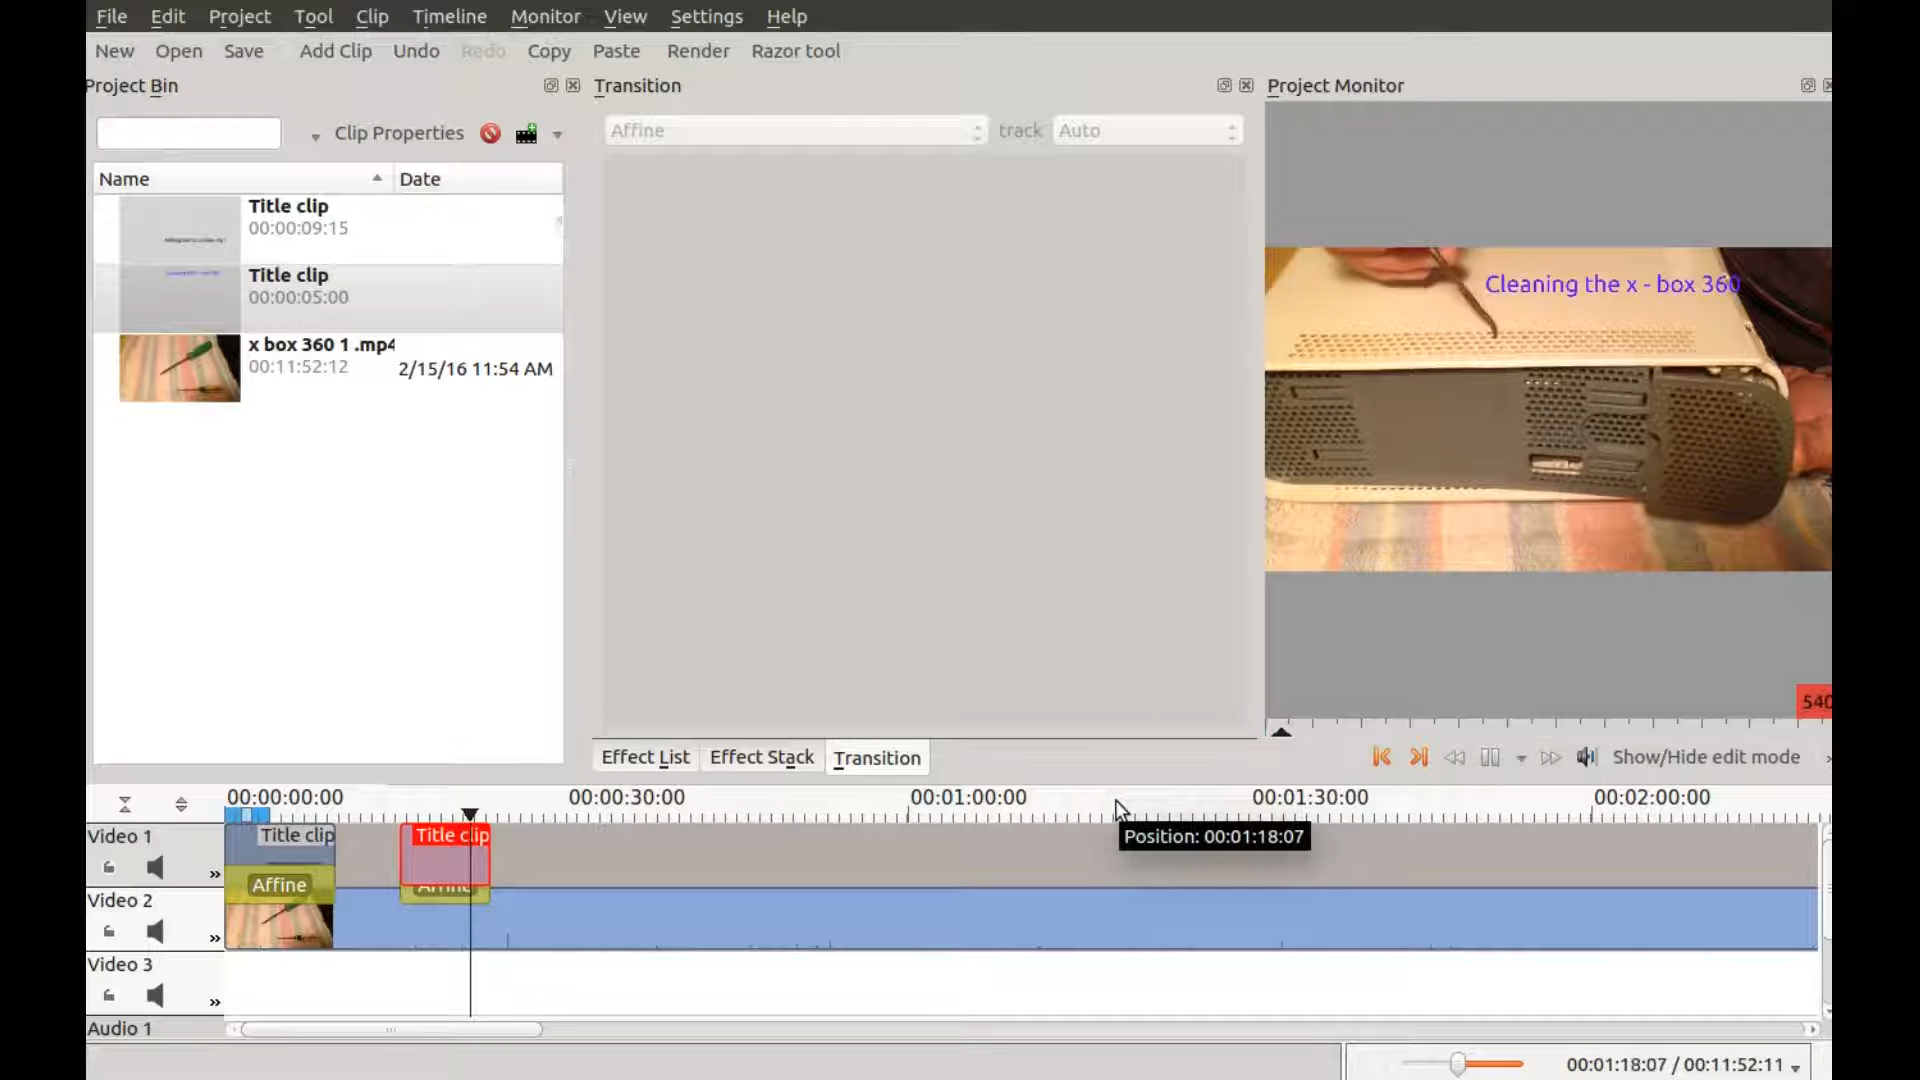 File Edit Project Tool Clip Timeline Monitor View Settings Help
New Open Save Add Clip Undo Redo Copy Paste Render Razor tool
Project Bin
Transition
Project Monitor
Clip Properties
Affine track Auto
Name Date
Title clip
00:00:09:15
Title clip
00:00:05:00
x box 360 1 .mp4
00:11:52:12
2/15/16 11:54 AM
Cleaning the x - box 360
540
Effect List Effect Stack Transition
Show/Hide edit mode
00:00:00:00 00:00:30:00 00:01:00:00 00:01:30:00 00:02:00:00
Position: 00:01:18:07
Video 1
Title clip
Title clip
Affine
Affine
Video 2
Video 3
Audio 1
00:01:18:07 / 00:11:52:11